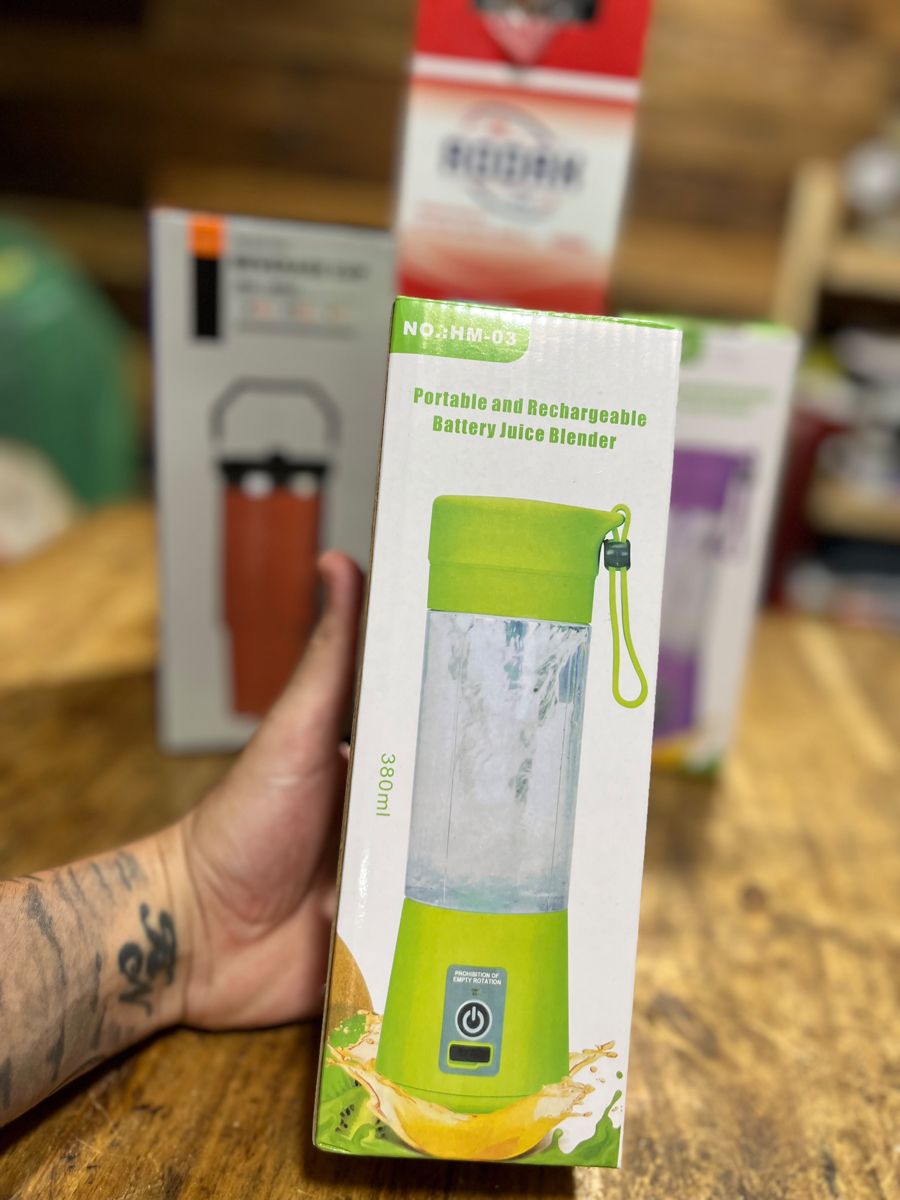 NO.:HM-03
Portable and Rechargeable
Battery Juice Blender
380ml
PROHIBITION OF
EMPTY ROTATION